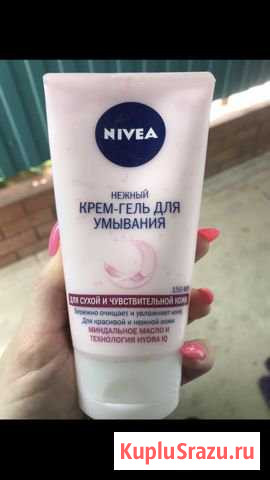 NIVEA
НЕЖНЫЙ
КРЕМ-ГЕЛЬ ДЛЯ
УМЫВАНИЯ
150 мл
ДЛЯ СУХОЙ И ЧУВСТВИТЕЛЬНОЙ КОЖИ
Бережно очищает и увлажняет кожу
Для красивой и нежной кожи
МИНДАЛЬНОЕ МАСЛО И
ТЕХНОЛОГИЯ HYDRA IQ
KupluSrazu.ru